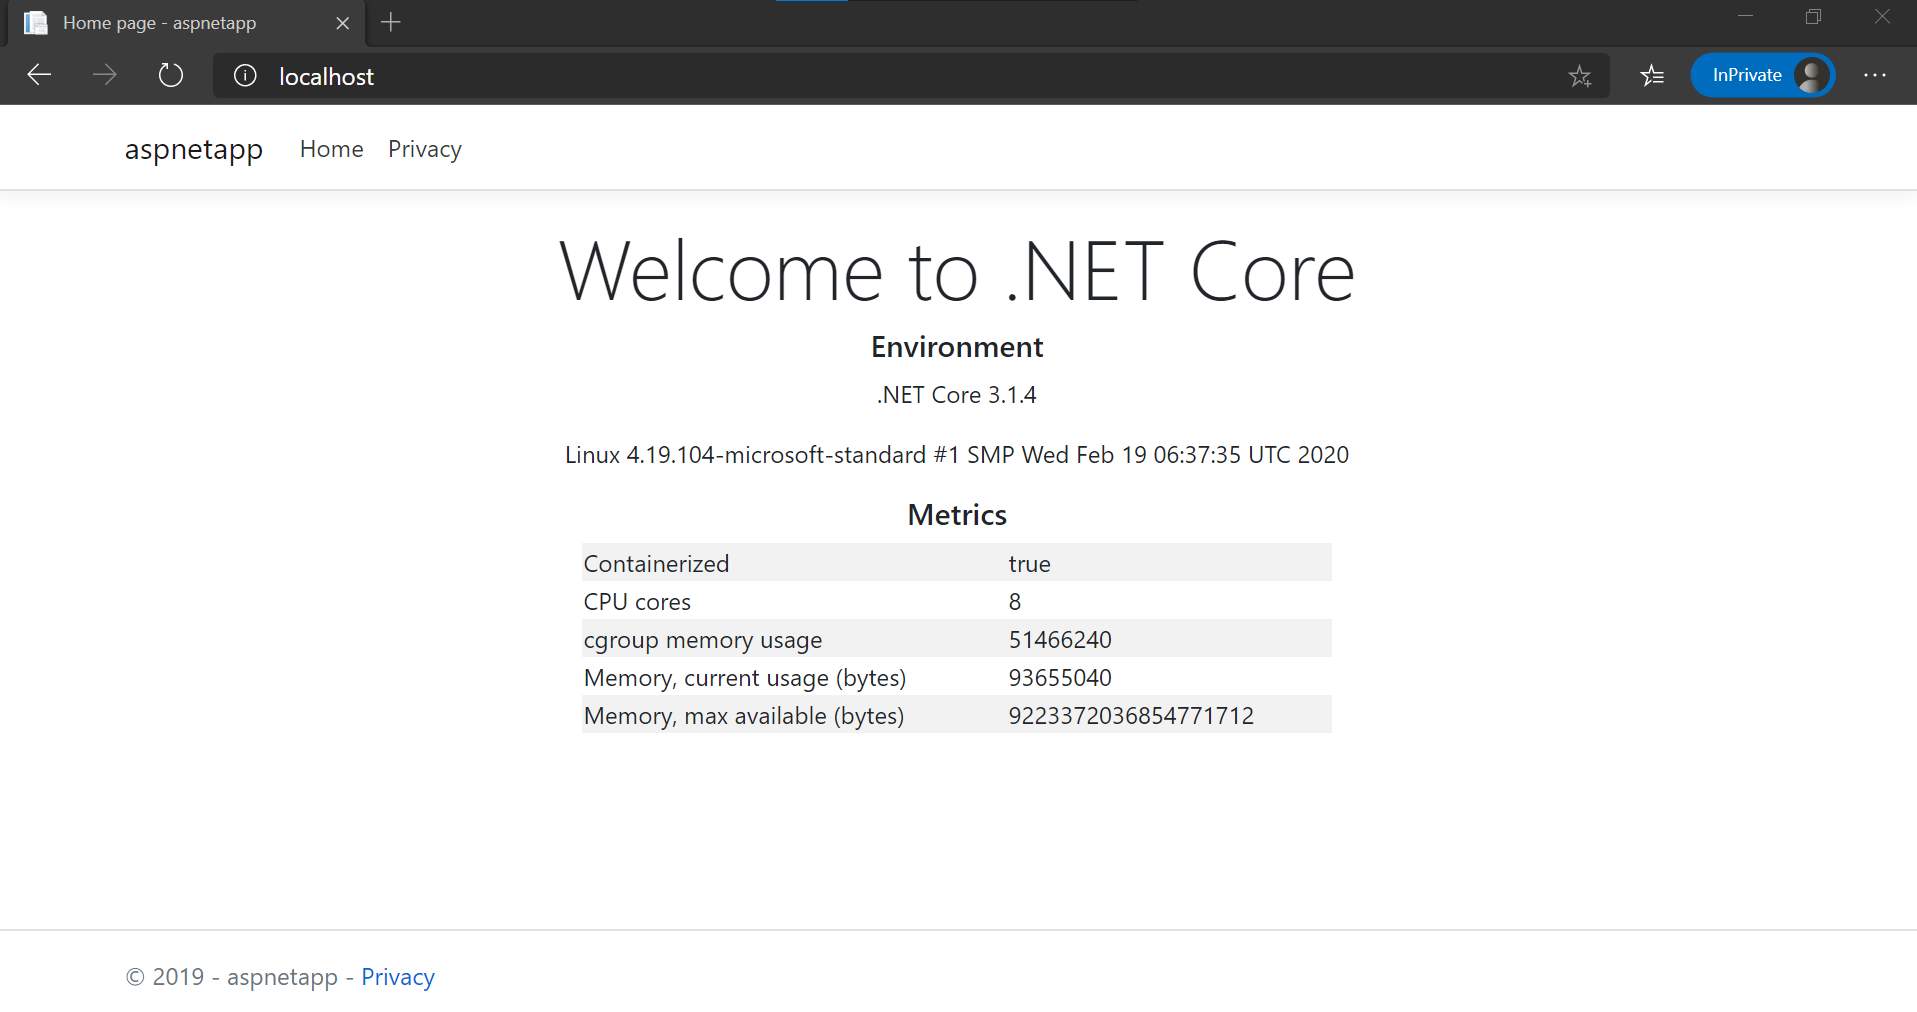 Home page - aspnetapp
localhost
InPrivate
aspnetapp Home Privacy
Welcome to .NET Core
Environment
.NET Core 3.1.4
Linux 4.19.104-microsoft-standard #1 SMP Wed Feb 19 06:37:35 UTC 2020
Metrics
Containerized true
CPU cores 8
cgroup memory usage 51466240
Memory, current usage (bytes) 93655040
Memory, max available (bytes) 9223372036854771712
© 2019 - aspnetapp - Privacy